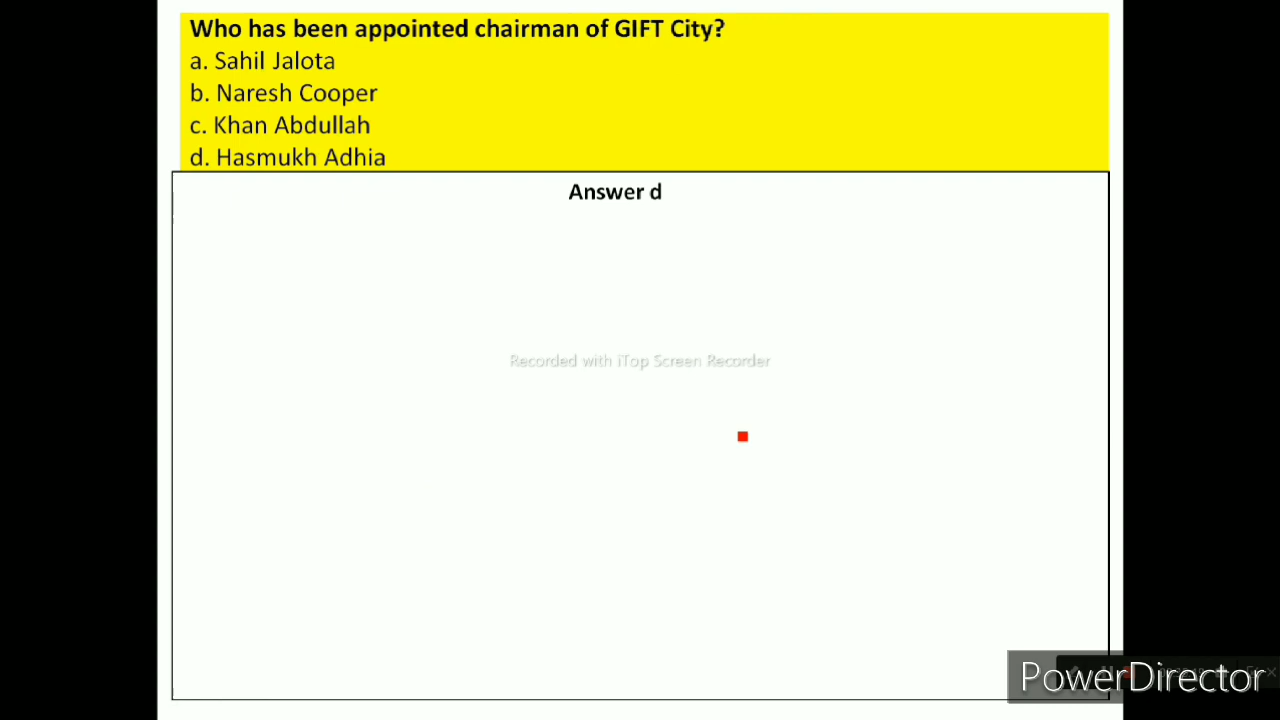 Who has been appointed chairman of GIFT City?
a. Sahil Jalota
b. Naresh Cooper
c. Khan Abdullah
d. Hasmukh Adhia
Answer d
Recorded with iTop Screen Recorder
PowerDirector